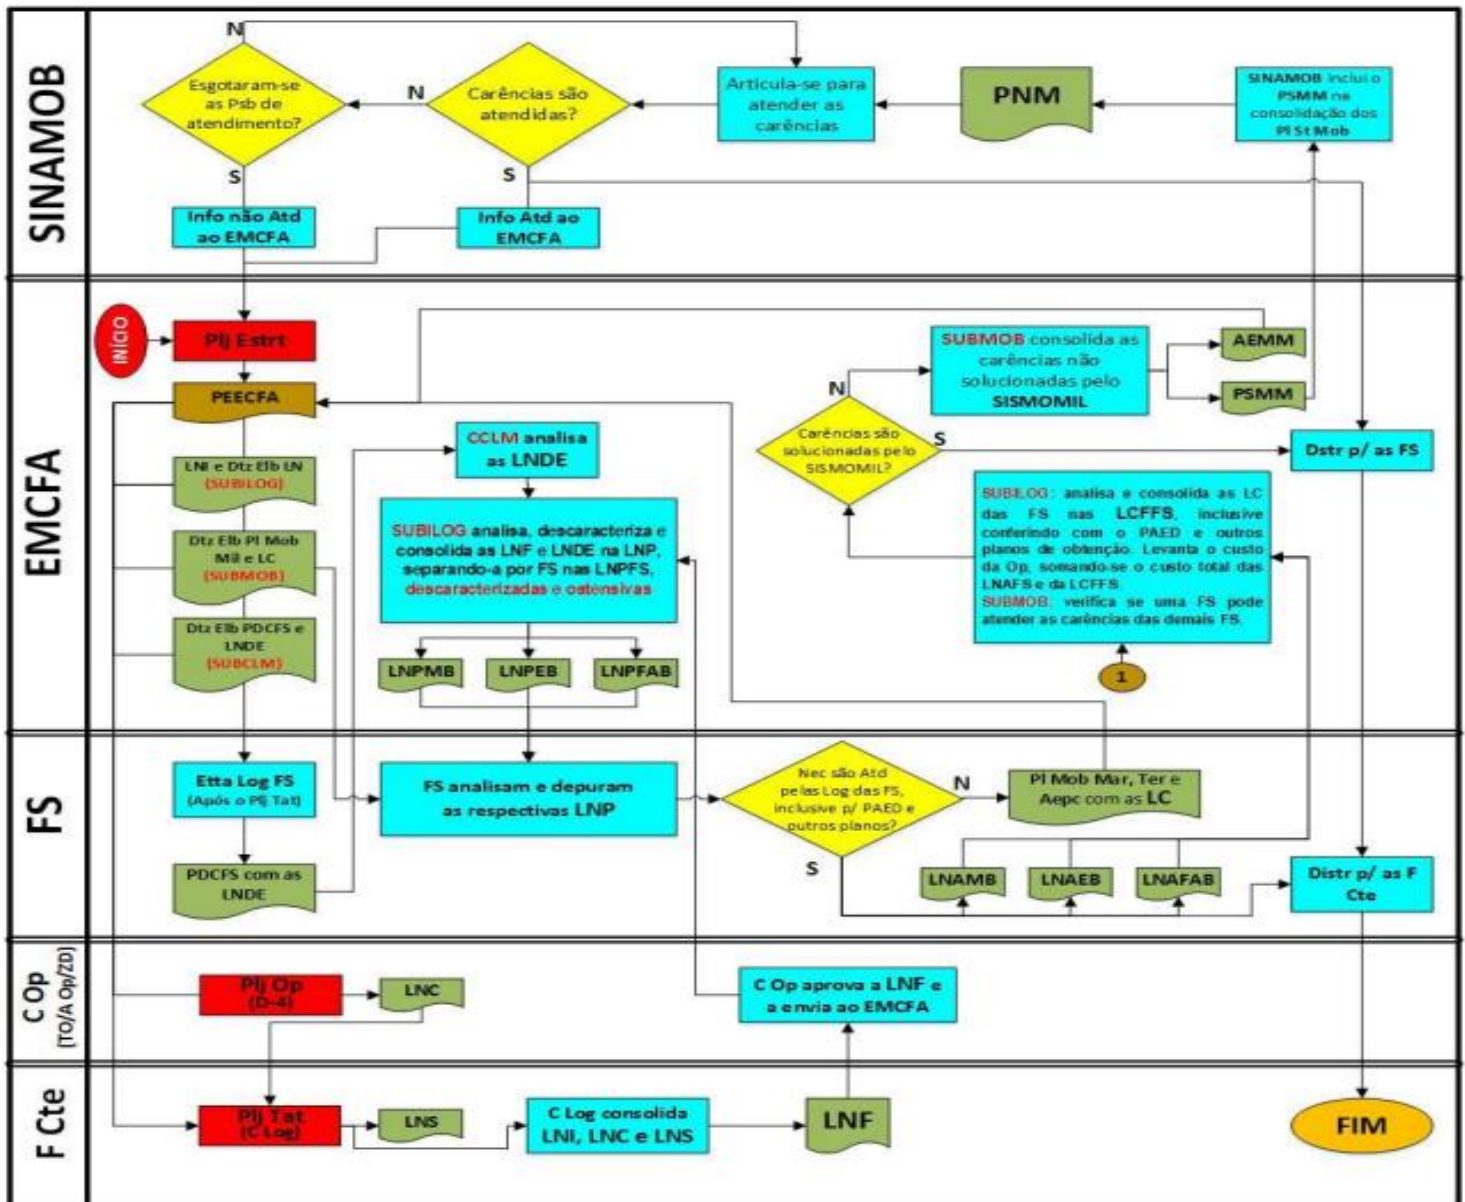 SINAMOB
N
Esgotaram-se
as Psb de
atendimento?
S
N
Carências são
atendidas?
S
Articula-se para
atender as
carências
PNM
SINAMOB inclui o
PSMM na
consolidação dos
Pl St Mob
Info não Atd
ao EMCFA
Info Atd ao
EMCFA
EMCFA
INÍCIO
Plj Estrt
PEECFA
LNI e Dtz Elb LN
(SUBILOG)
Dtz Elb Pl Mob
Mil e LC
(SUBMOB)
Dtz Elb PDCFS e
LNDE
(SUBCLM)
CCLM analisa
as LNDE
SUBILOG analisa, descaracteriza e
consolida as LNF e LNDE na LNP,
separando-a por FS nas LNPFS,
descaracterizadas e ostensivas
LNPMB
LNPEB
LNPFAB
SUBMOB consolida as
carências não
solucionadas pelo
SISMOMIL
AEMM
PSMM
N
Carências são
solucionadas pelo
SISMOMIL?
S
Dstr p/ as FS
SUBILOG: analisa e consolida as LC
das FS nas LCFFS, inclusive
conferindo com o PAED e outros
planos de obtenção. Levanta o custo
da Op, somando-se o custo total das
LNAFS e da LCFFS.
SUBMOB: verifica se uma FS pode
atender as carências das demais FS.
1
FS
Etta Log FS
(Após o Plj Tat)
PDCFS com as
LNDE
FS analisam e depuram
as respectivas LNP
Nec são Atd
pelas Log das FS,
inclusive p/ PAED e
outros planos?
N
S
Pl Mob Mar, Ter e
Aepc com as LC
LNAMB
LNAEB
LNAFAB
Distr p/ as F
Cte
C Op
(TO/A Op/ZD)
Plj Op
(D-4)
LNC
C Op aprova a LNF e
a envia ao EMCFA
F Cte
Plj Tat
(C Log)
LNS
C Log consolida
LNI, LNC e LNS
LNF
FIM